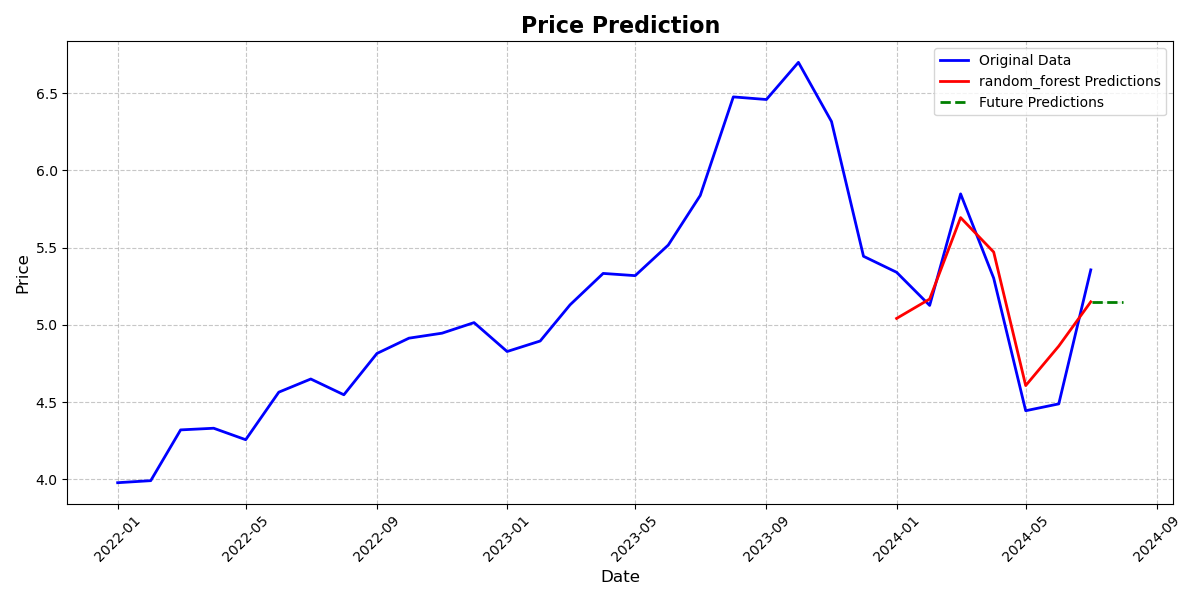 Price Prediction
Original Data
random_forest Predictions
Future Predictions
Price
6.5
6.0
5.5
5.0
4.5
4.0
2022-01
2022-05
2022-09
2023-01
2023-05
2023-09
2024-01
2024-05
2024-09
Date